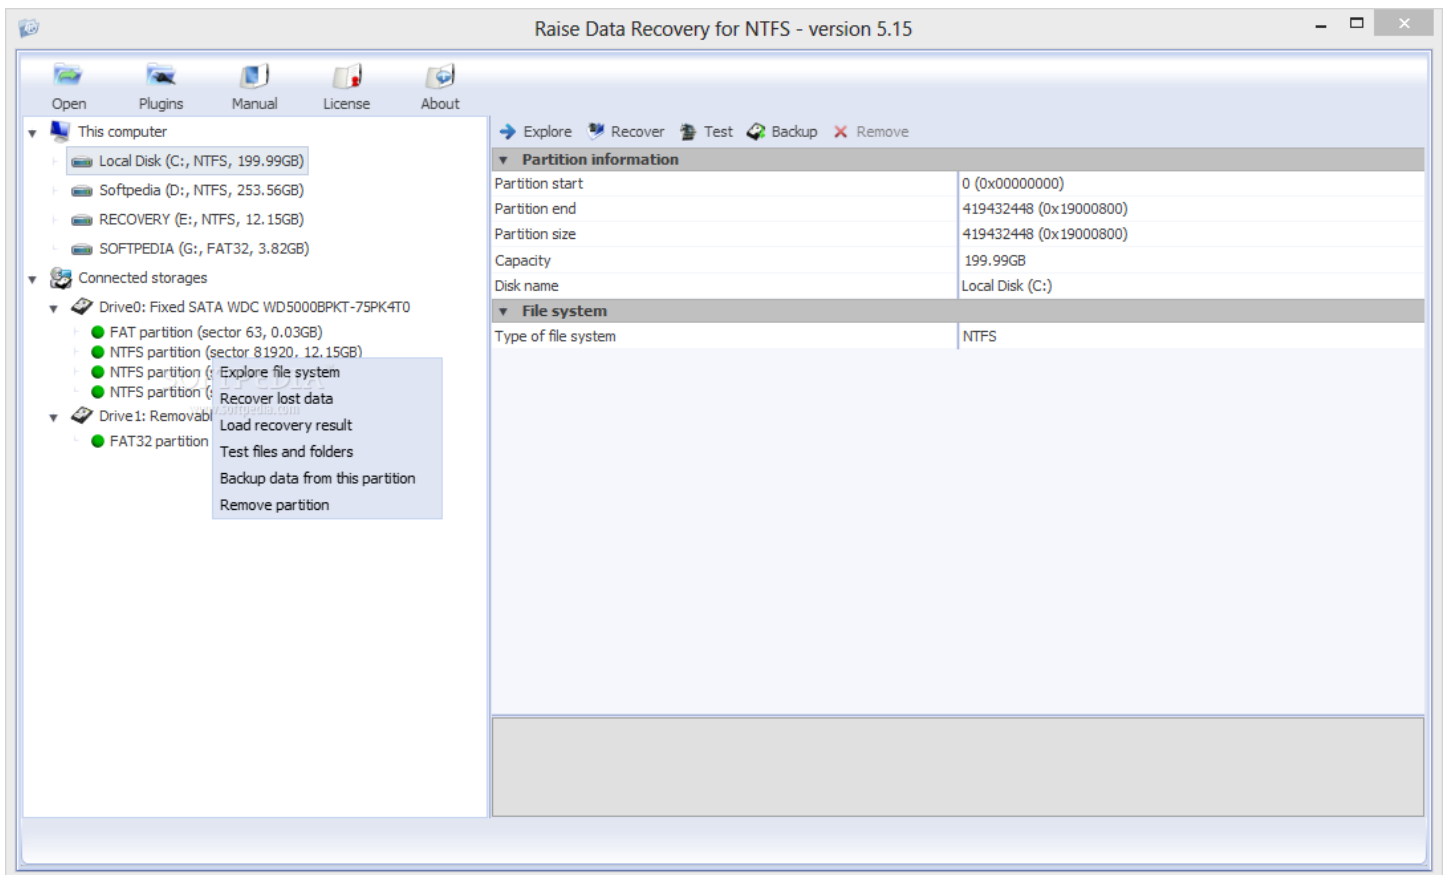 Raise Data Recovery for NTFS - version 5.15
Open Plugins Manual License About
This computer
Local Disk (C:, NTFS, 199.99GB)
Softpedia (D:, NTFS, 253.56GB)
RECOVERY (E:, NTFS, 12.15GB)
SOFTPEDIA (G:, FAT32, 3.82GB)
Connected storages
Drive0: Fixed SATA WDC WD5000BPKT-75PK4T0
FAT partition (sector 63, 0.03GB)
NTFS partition (sector 81920, 12.15GB)
NTFS partition (s
NTFS partition (s
Drive1: Removabl
FAT32 partition
Explore file system
Recover lost data
Load recovery result
Test files and folders
Backup data from this partition
Remove partition
SOFTPEDIA
www.softpedia.com
Explore Recover Test Backup Remove
Partition information
Partition start 0 (0x00000000)
Partition end 419432448 (0x19000800)
Partition size 419432448 (0x19000800)
Capacity 199.99GB
Disk name Local Disk (C:)
File system
Type of file system NTFS